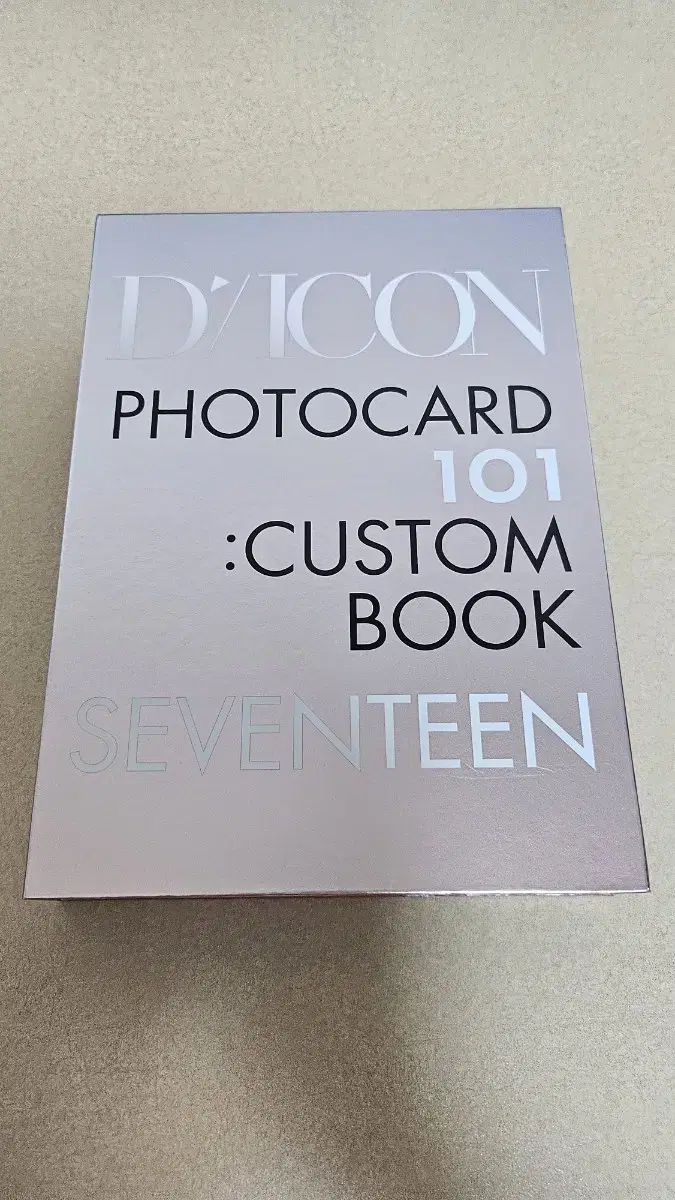 D'/ICON
PHOTOCARD
101
:CUSTOM
BOOK
SEVENTEEN